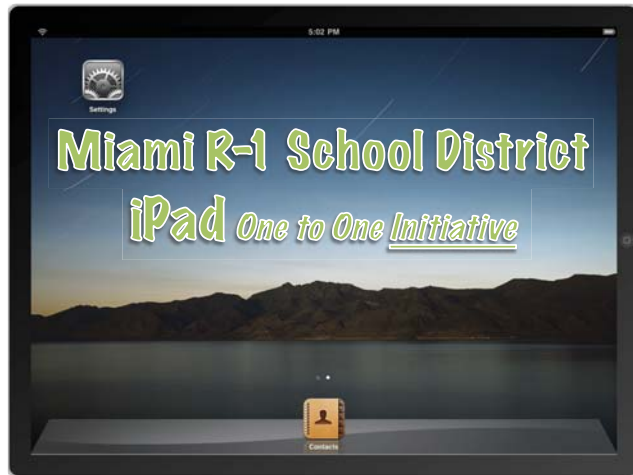 5:02 PM
Settings
Miami R-1 School District
iPad One to One Initiative
Contacts